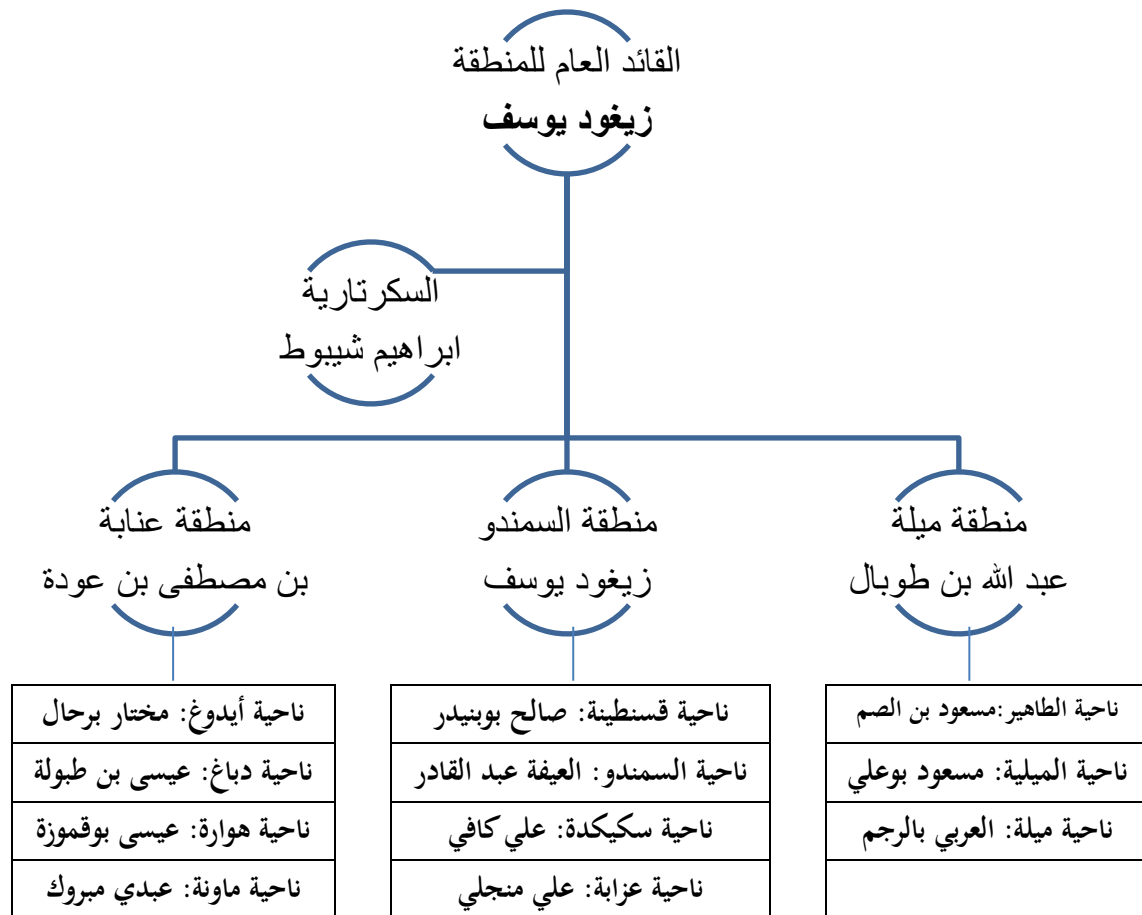 القائد العام للمنطقة
زيغود يوسف
السكرتارية
ابراهيم شيبوط
منطقة ميلة
عبد الله بن طوبال
منطقة السمندو
زيغود يوسف
منطقة عنابة
بن مصطفى بن عودة
ناحية الطاهير:مسعود بن الصم
ناحية الميلية: مسعود بوعلي
ناحية ميلة: العربي بالرجم
ناحية قسنطينة: صالح بوبنيدر
ناحية السمندو: العيفة عبد القادر
ناحية سكيكدة: علي كافي
ناحية عزابة: علي منجلي
ناحية أيدوغ: مختار برحال
ناحية دباغ: عيسى بن طبولة
ناحية هوارة: عيسى بوقموزة
ناحية ماونة: عبدي مبروك